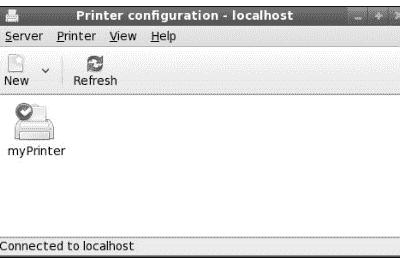 Printer configuration - localhost
Server Printer View Help
New Refresh
myPrinter
Connected to localhost